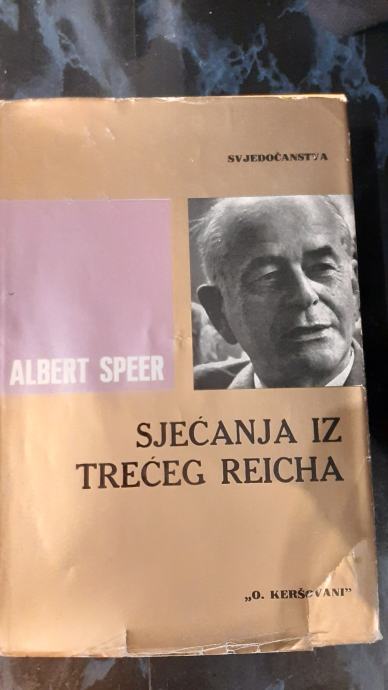 SVJEDOČANSTVA
ALBERT SPEER
SJEĆANJA IZ
TREĆEG REICHA
„O. KERŠOVANI”